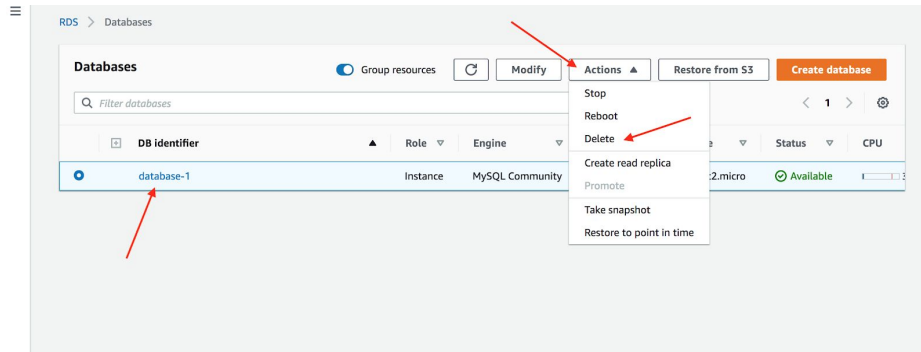 RDS > Databases
Databases
Group resources
Modify
Actions
Restore from S3
Create database
Filter databases
1
DB identifier
Role
Engine
Status
CPU
database-1
Instance
MySQL Community
t2.micro
Available
Stop
Reboot
Delete
Create read replica
Promote
Take snapshot
Restore to point in time